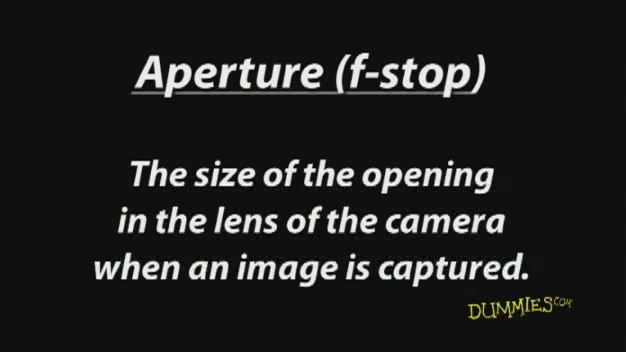 Aperture (f-stop)
The size of the opening
in the lens of the camera
when an image is captured.
DUMMIES.COM